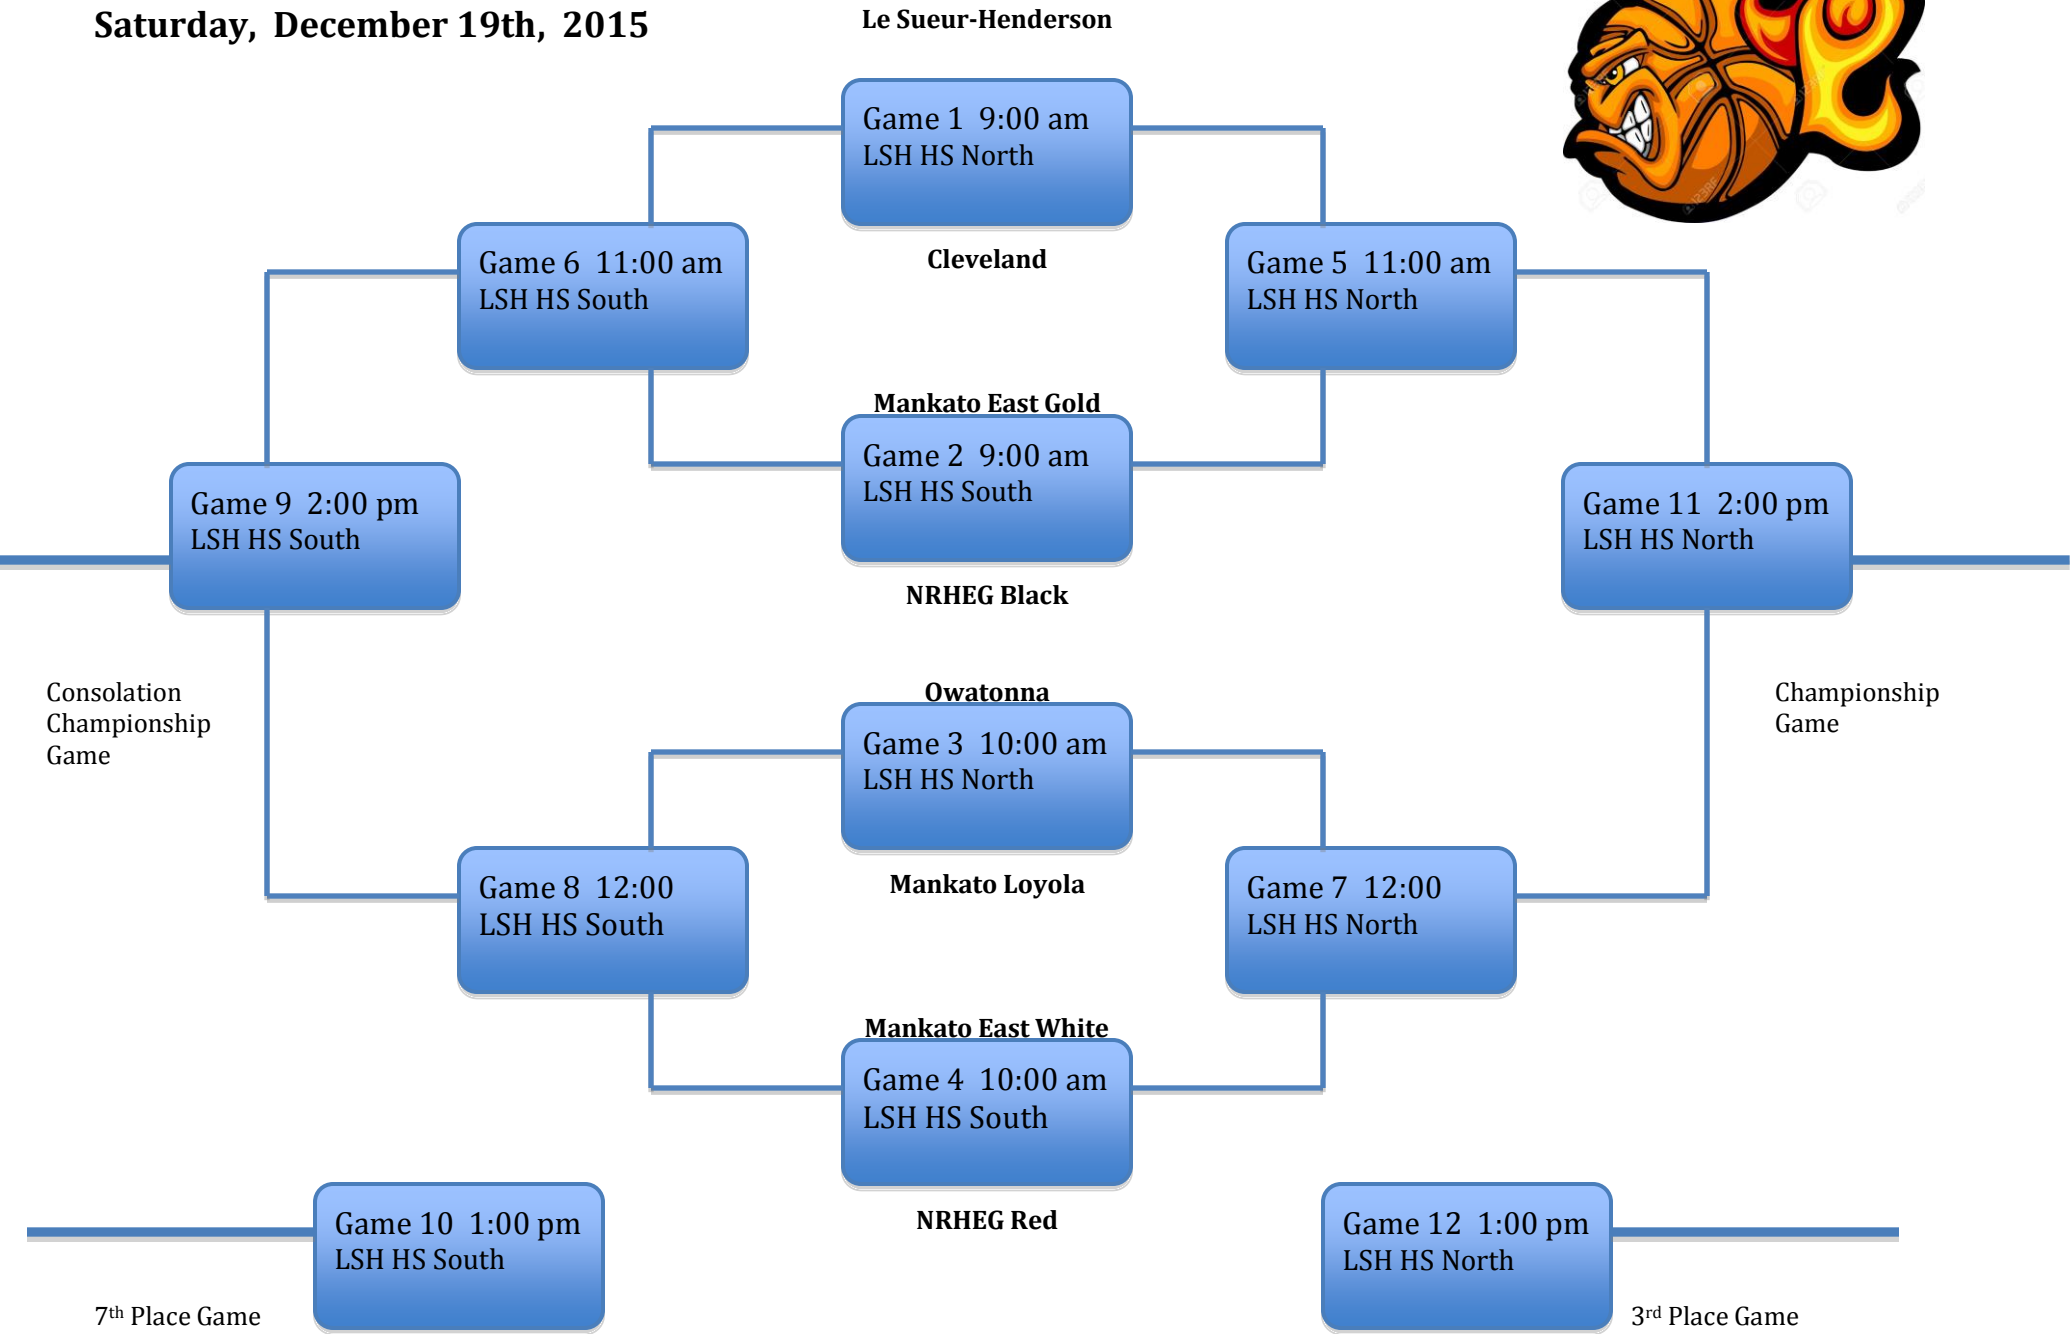 Saturday, December 19th, 2015
Le Sueur-Henderson
Game 1 9:00 am
LSH HS North
Cleveland
Game 6 11:00 am
LSH HS South
Game 5 11:00 am
LSH HS North
Mankato East Gold
Game 2 9:00 am
LSH HS South
NRHEG Black
Game 9 2:00 pm
LSH HS South
Game 11 2:00 pm
LSH HS North
Consolation
Championship
Game
Championship
Game
Owatonna
Game 3 10:00 am
LSH HS North
Mankato Loyola
Game 8 12:00
LSH HS South
Game 7 12:00
LSH HS North
Mankato East White
Game 4 10:00 am
LSH HS South
NRHEG Red
Game 10 1:00 pm
LSH HS South
7th Place Game
Game 12 1:00 pm
LSH HS North
3rd Place Game
123RF